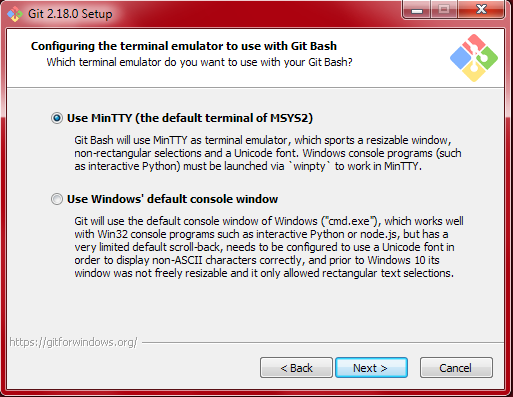 Git 2.18.0 Setup
Configuring the terminal emulator to use with Git Bash
Which terminal emulator do you want to use with your Git Bash?
Use MinTTY (the default terminal of MSYS2)
Git Bash will use MinTTY as terminal emulator, which sports a resizable window,
non-rectangular selections and a Unicode font. Windows console programs (such
as interactive Python) must be launched via `winpty` to work in MinTTY.
Use Windows' default console window
Git will use the default console window of Windows ("cmd.exe"), which works well
with Win32 console programs such as interactive Python or node.js, but has a
very limited default scroll-back, needs to be configured to use a Unicode font in
order to display non-ASCII characters correctly, and prior to Windows 10 its
window was not freely resizable and it only allowed rectangular text selections.
https://gitforwindows.org/
< Back
Next >
Cancel